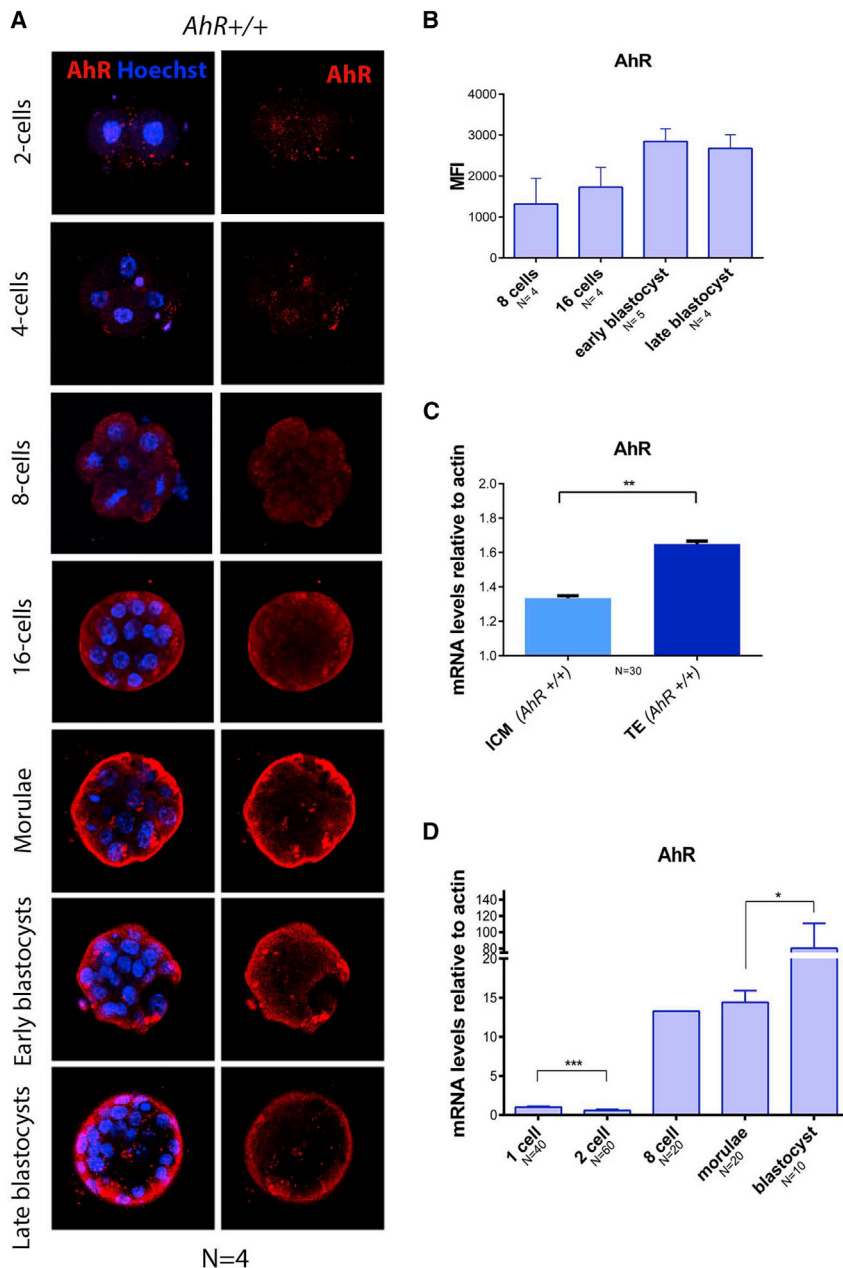 A
AhR+/+
AhR Hoechst
AhR
2-cells
4-cells
8-cells
16-cells
Morulae
Early blastocysts
Late blastocysts
N=4
B
AhR
MFI
4000
3000
2000
1000
0
8 cells
N= 4
16 cells
N= 4
early blastocyst
N= 5
late blastocyst
N= 4
C
AhR
mRNA levels relative to actin
2.0
1.8
1.6
1.4
1.2
1.0
**
ICM (AhR +/+)
N=30
TE (AhR +/+)
D
AhR
mRNA levels relative to actin
140
120
100
80
20
15
10
5
0
***
*
1 cell
N=40
2 cell
N=60
8 cell
N=20
morulae
N=20
blastocyst
N=10